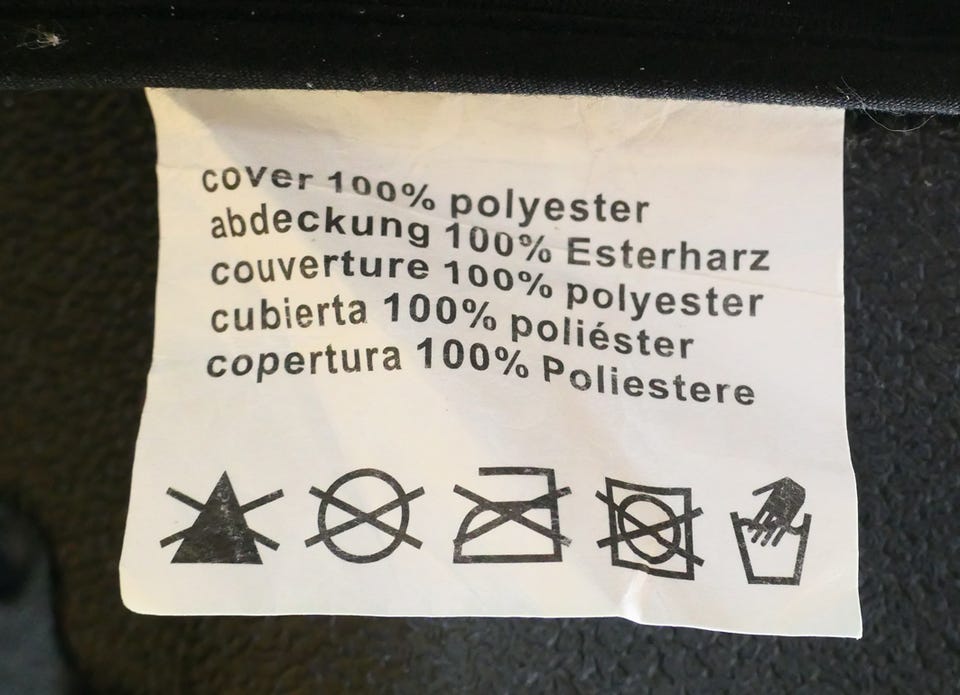 cover 100% polyester
abdeckung 100% Esterharz
couverture 100% polyester
cubierta 100% poliéster
copertura 100% Poliestere